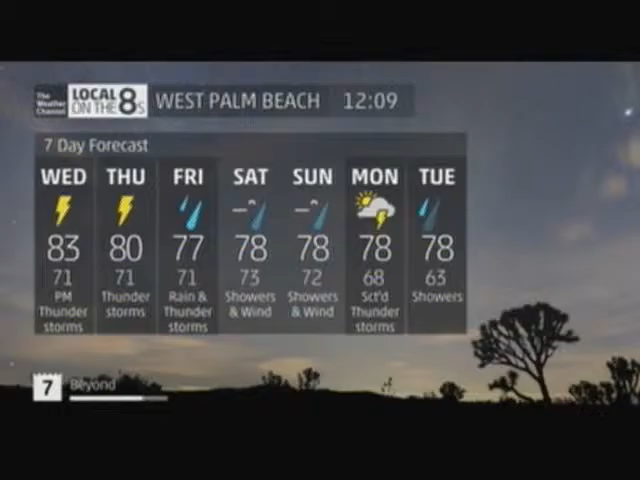 The
Weather
Channel
LOCAL
ON THE 8s
WEST PALM BEACH 12:09
7 Day Forecast
WED THU FRI SAT SUN MON TUE
83 80 77 78 78 78 78
71 71 71 73 72 68 63
PM Thunder storms
Thunder storms
Rain & Thunder storms
Showers & Wind
Showers & Wind
Sct'd Thunder storms
Showers
7 Beyond